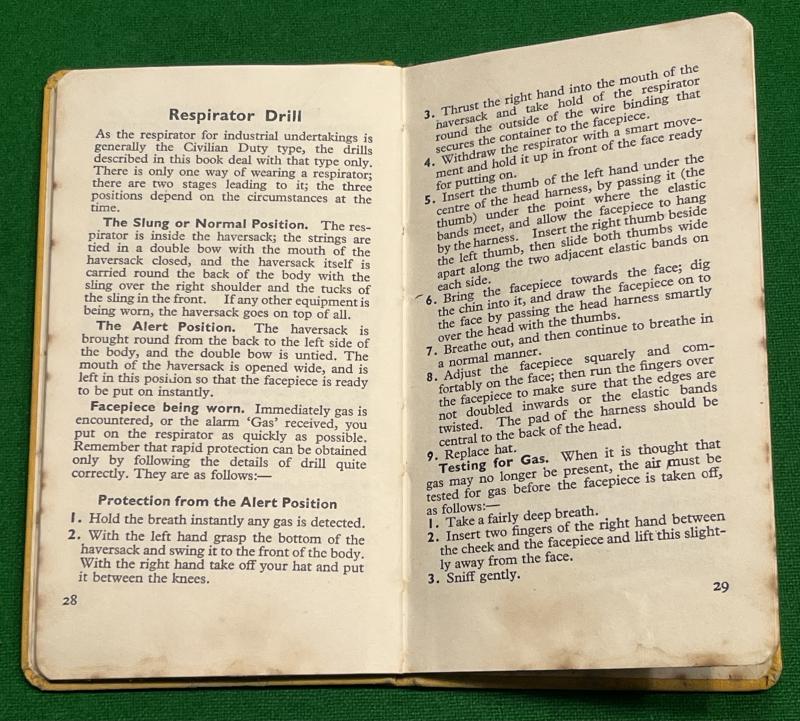 Respirator Drill
As the respirator for industrial undertakings is
generally the Civilian Duty type, the drills
described in this book deal with that type only.
There is only one way of wearing a respirator;
there are two stages leading to it; the three
positions depend on the circumstances at the
time.
The Slung or Normal Position. The res-
pirator is inside the haversack; the strings are
tied in a double bow with the mouth of the
haversack closed, and the haversack itself is
carried round the back of the body with the
sling over the right shoulder and the tucks of
the sling in the front. If any other equipment is
being worn, the haversack goes on top of all.
The Alert Position. The haversack is
brought round from the back to the left side of
the body, and the double bow is untied. The
mouth of the haversack is opened wide, and is
left in this position so that the facepiece is ready
to be put on instantly.
Facepiece being worn. Immediately gas is
encountered, or the alarm 'Gas' received, you
put on the respirator as quickly as possible.
Remember that rapid protection can be obtained
only by following the details of drill quite
correctly. They are as follows:—
Protection from the Alert Position
1. Hold the breath instantly any gas is detected.
2. With the left hand grasp the bottom of the
haversack and swing it to the front of the body.
With the right hand take off your hat and put
it between the knees.
28
3. Thrust the right hand into the mouth of the
haversack and take hold of the respirator
round the outside of the wire binding that
secures the container to the facepiece.
4. Withdraw the respirator with a smart move-
ment and hold it up in front of the face ready
for putting on.
5. Insert the thumb of the left hand under the
centre of the head harness, by passing it (the
thumb) under the point where the elastic
bands meet, and allow the facepiece to hang
by the harness. Insert the right thumb beside
the left thumb, then slide both thumbs wide
apart along the two adjacent elastic bands on
each side.
6. Bring the facepiece towards the face; dig
the chin into it, and draw the facepiece on to
the face by passing the head harness smartly
over the head with the thumbs.
7. Breathe out, and then continue to breathe in
a normal manner.
8. Adjust the facepiece squarely and com-
fortably on the face; then run the fingers over
the facepiece to make sure that the edges are
not doubled inwards or the elastic bands
twisted. The pad of the harness should be
central to the back of the head.
9. Replace hat.
Testing for Gas. When it is thought that
gas may no longer be present, the air must be
tested for gas before the facepiece is taken off,
as follows:—
1. Take a fairly deep breath.
2. Insert two fingers of the right hand between
the cheek and the facepiece and lift this slight-
ly away from the face.
3. Sniff gently.
29